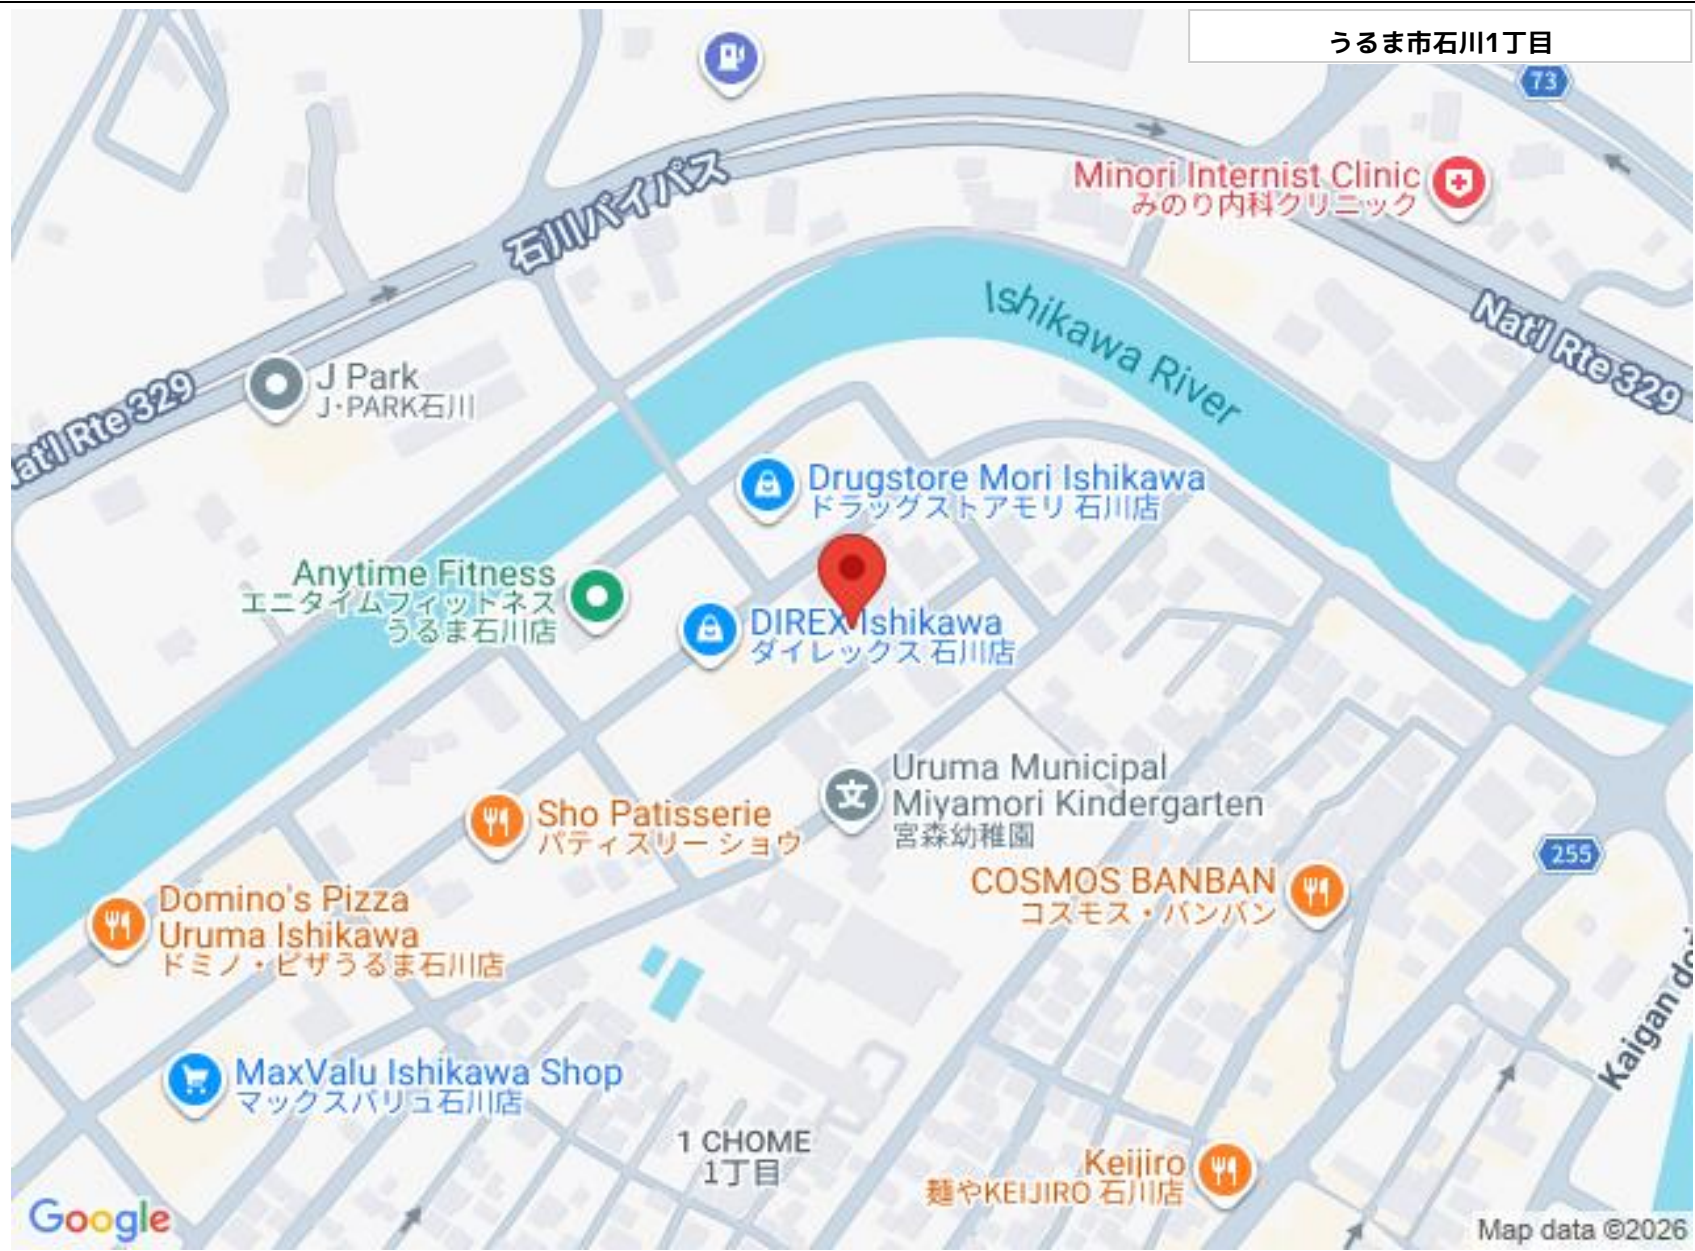 うるま市石川1丁目
73
石川バイパス
Minori Internist Clinic
みのり内科クリニック
Ishikawa River
Nat'l Rte 329
J Park
J・PARK石川
Nat'l Rte 329
Drugstore Mori Ishikawa
ドラッグストアモリ 石川店
Anytime Fitness
エニタイムフィットネス
うるま石川店
DIREX Ishikawa
ダイレックス 石川店
Uruma Municipal
Miyamori Kindergarten
宮森幼稚園
Sho Patisserie
パティスリー ショウ
255
COSMOS BANBAN
コスモス・バンバン
Domino's Pizza
Uruma Ishikawa
ドミノ・ピザうるま石川店
Kaigan dori
MaxValu Ishikawa Shop
マックスバリュ石川店
1 CHOME
1丁目
Keijiro
麺やKEIJIRO 石川店
Google
Map data ©2026